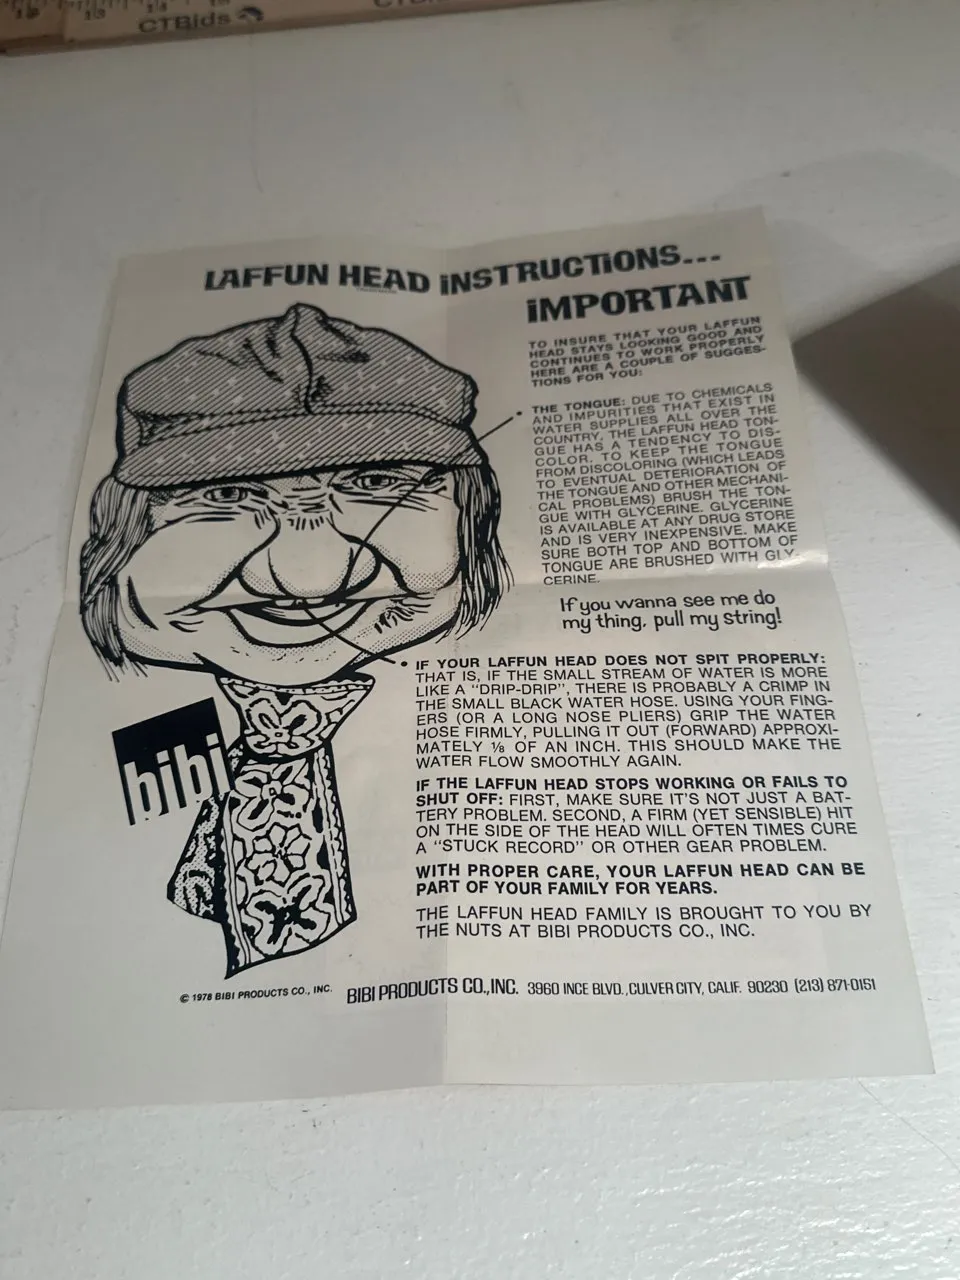 12 13 14 15
CTBids
CTBids
LAFFUN HEAD iNSTRUCTiONS...
iMPORTANT
TO INSURE THAT YOUR LAFFUN
HEAD STAYS LOOKING GOOD AND
CONTINUES TO WORK PROPERLY
HERE ARE A COUPLE OF SUGGES-
TIONS FOR YOU:
• THE TONGUE: DUE TO CHEMICALS
AND IMPURITIES THAT EXIST IN
WATER SUPPLIES ALL OVER THE
COUNTRY, THE LAFFUN HEAD TON-
GUE HAS A TENDENCY TO DIS-
COLOR. TO KEEP THE TONGUE
FROM DISCOLORING (WHICH LEADS
TO EVENTUAL DETERIORATION OF
THE TONGUE AND OTHER MECHANI-
CAL PROBLEMS) BRUSH THE TON-
GUE WITH GLYCERINE. GLYCERINE
IS AVAILABLE AT ANY DRUG STORE
AND IS VERY INEXPENSIVE. MAKE
SURE BOTH TOP AND BOTTOM OF
TONGUE ARE BRUSHED WITH GLY-
CERINE.
If you wanna see me do
my thing, pull my string!
• IF YOUR LAFFUN HEAD DOES NOT SPIT PROPERLY:
THAT IS, IF THE SMALL STREAM OF WATER IS MORE
LIKE A "DRIP-DRIP", THERE IS PROBABLY A CRIMP IN
THE SMALL BLACK WATER HOSE. USING YOUR FING-
ERS (OR A LONG NOSE PLIERS) GRIP THE WATER
HOSE FIRMLY, PULLING IT OUT (FORWARD) APPROXI-
MATELY ⅛ OF AN INCH. THIS SHOULD MAKE THE
WATER FLOW SMOOTHLY AGAIN.
bibi
IF THE LAFFUN HEAD STOPS WORKING OR FAILS TO
SHUT OFF: FIRST, MAKE SURE IT'S NOT JUST A BAT-
TERY PROBLEM. SECOND, A FIRM (YET SENSIBLE) HIT
ON THE SIDE OF THE HEAD WILL OFTEN TIMES CURE
A "STUCK RECORD" OR OTHER GEAR PROBLEM.
WITH PROPER CARE, YOUR LAFFUN HEAD CAN BE
PART OF YOUR FAMILY FOR YEARS.
THE LAFFUN HEAD FAMILY IS BROUGHT TO YOU BY
THE NUTS AT BIBI PRODUCTS CO., INC.
© 1978 BIBI PRODUCTS CO., INC. BIBI PRODUCTS CO., INC. 3960 INCE BLVD., CULVER CITY, CALIF. 90230 (213) 871-0151